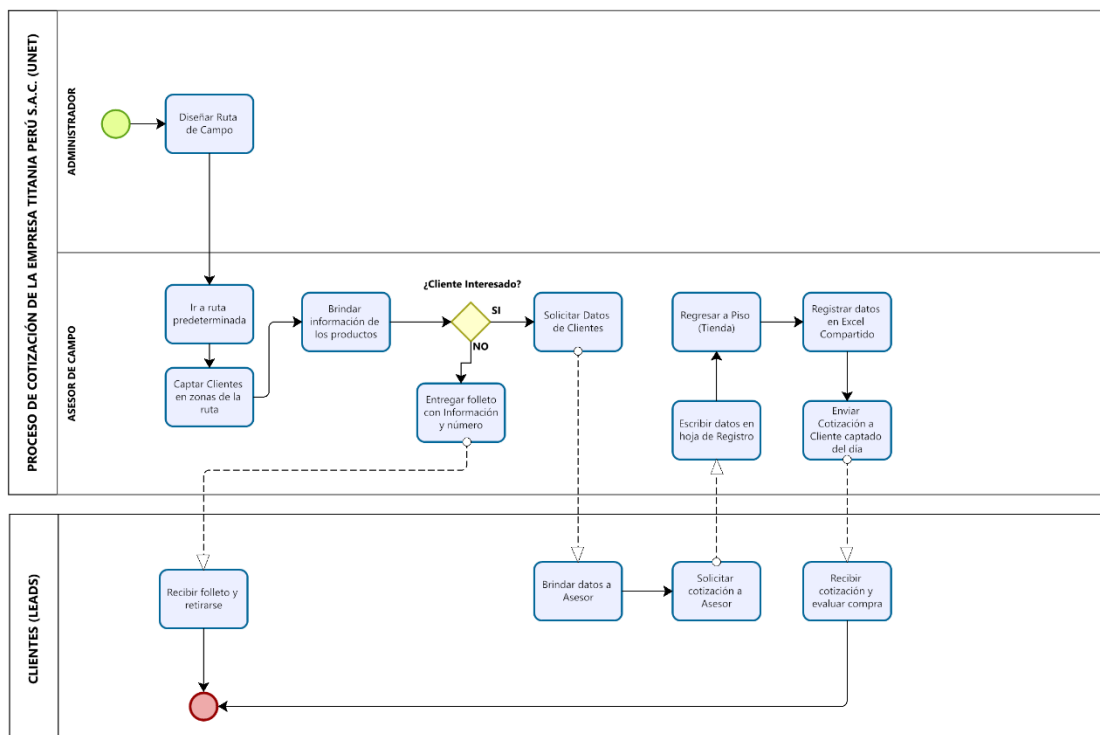 PROCESO DE COTIZACIÓN DE LA EMPRESA TITANIA PERÚ S.A.C. (UNET)
ADMINISTRADOR
Diseñar Ruta
de Campo
ASESOR DE CAMPO
Ir a ruta
predeterminada
Captar Clientes
en zonas de la
ruta
Brindar
información de
los productos
¿Cliente Interesado?
SI
NO
Entregar folleto
con Información
y número
Solicitar Datos
de Clientes
Regresar a Piso
(Tienda)
Escribir datos en
hoja de Registro
Registrar datos
en Excel
Compartido
Enviar
Cotización a
Cliente captado
del día
CLIENTES (LEADS)
Recibir folleto y
retirarse
Brindar datos a
Asesor
Solicitar
cotización a
Asesor
Recibir
cotización y
evaluar compra